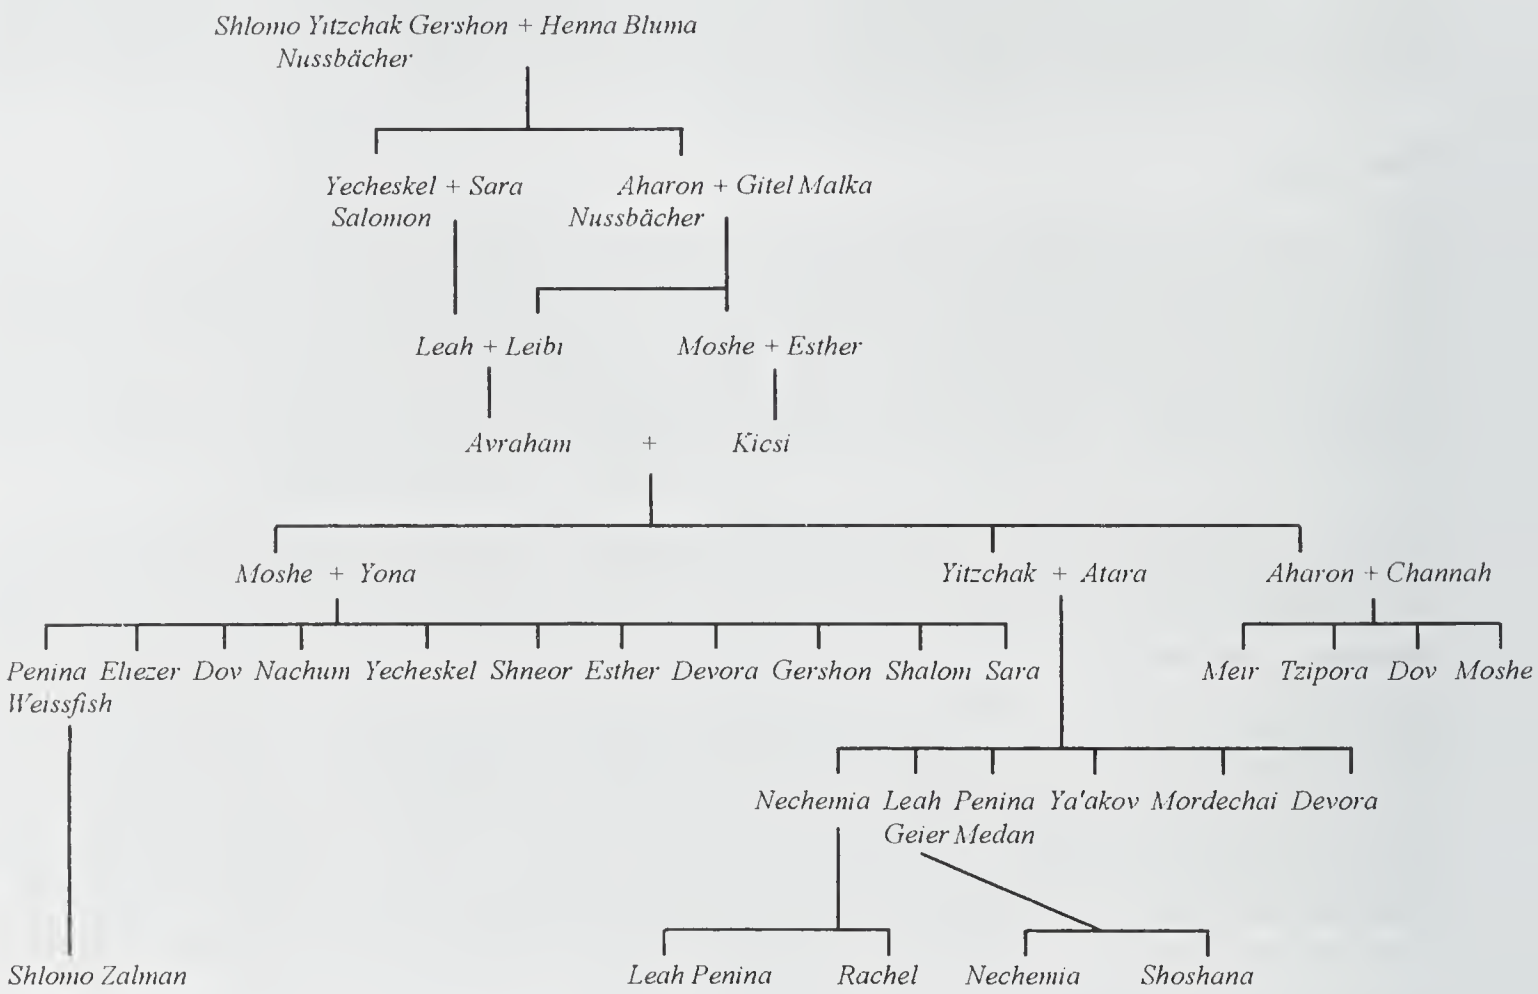 Shlomo Yitzchak Gershon + Henna Bluma
Nussbächer
Yecheskel + Sara Aharon + Gitel Malka
Salomon Nussbächer
Leah + Leibi Moshe + Esther
Avraham + Kicsi
Moshe + Yona Yitzchak + Atara Aharon + Channah
Penina Eliezer Dov Nachum Yecheskel Shneor Esther Devora Gershon Shalom Sara Meir Tzipora Dov Moshe
Weissfish
Nechemia Leah Penina Ya'akov Mordechai Devora
Geier Medan
Shlomo Zalman Leah Penina Rachel Nechemia Shoshana